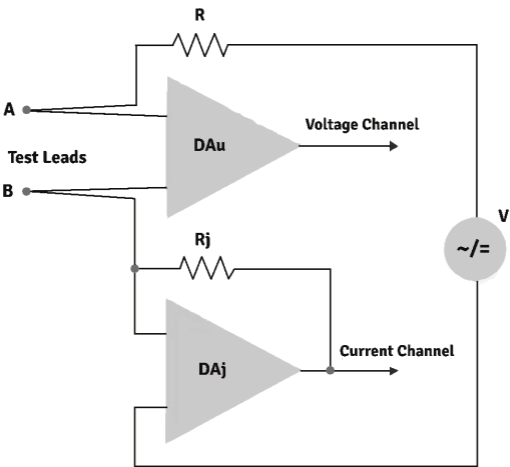 R
A
Voltage Channel
DAu
Test Leads
B
V
Rj
~/=
Current Channel
DAj